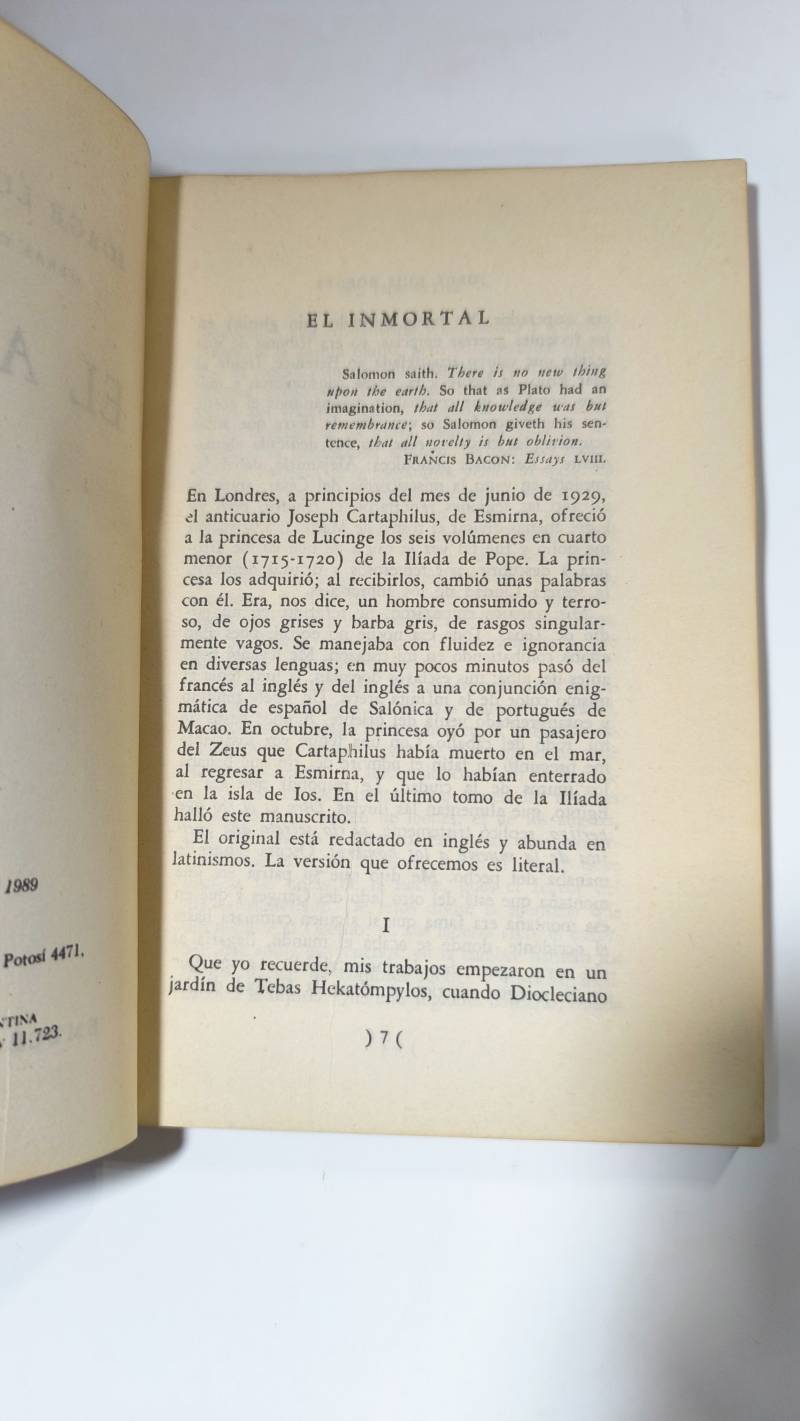 1989
Potosí 4471.
11.723.
EL INMORTAL
Salomon saith. There is no new thing
upon the earth. So that as Plato had an
imagination, that all knowledge was but
remembrance; so Salomon giveth his sen-
tence, that all novelty is but oblivion.
FRANCIS BACON: Essays LVIII.
En Londres, a principios del mes de junio de 1929,
el anticuario Joseph Cartaphilus, de Esmirna, ofreció
a la princesa de Lucinge los seis volúmenes en cuarto
menor (1715-1720) de la Ilíada de Pope. La prin-
cesa los adquirió; al recibirlos, cambió unas palabras
con él. Era, nos dice, un hombre consumido y terro-
so, de ojos grises y barba gris, de rasgos singular-
mente vagos. Se manejaba con fluidez e ignorancia
en diversas lenguas; en muy pocos minutos pasó del
francés al inglés y del inglés a una conjunción enig-
mática de español de Salónica y de portugués de
Macao. En octubre, la princesa oyó por un pasajero
del Zeus que Cartaphilus había muerto en el mar,
al regresar a Esmirna, y que lo habían enterrado
en la isla de Ios. En el último tomo de la Ilíada
halló este manuscrito.
El original está redactado en inglés y abunda en
latinismos. La versión que ofrecemos es literal.
I
Que yo recuerde, mis trabajos empezaron en un
jardín de Tebas Hekatómpylos, cuando Diocleciano
) 7 (